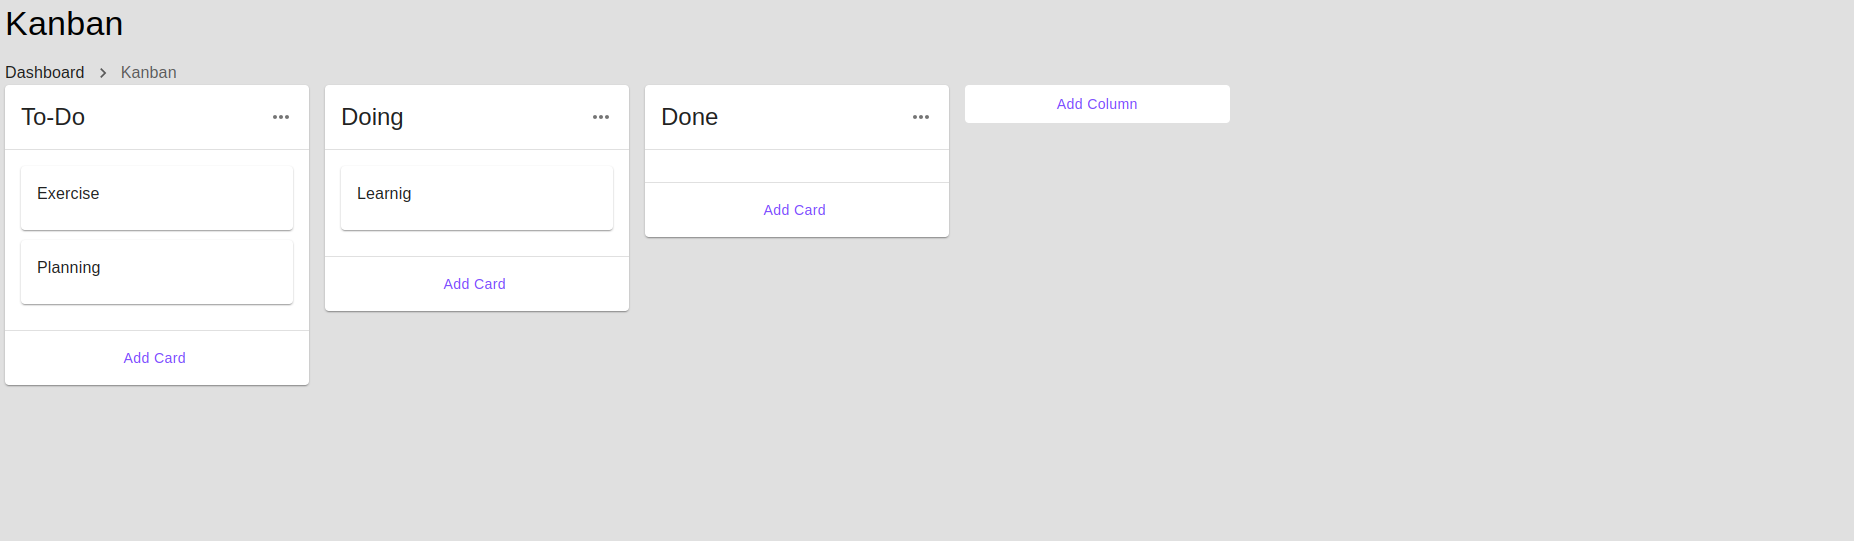 Kanban
Dashboard > Kanban
To-Do
Exercise
Planning
Add Card
Doing
Learnig
Add Card
Done
Add Card
Add Column